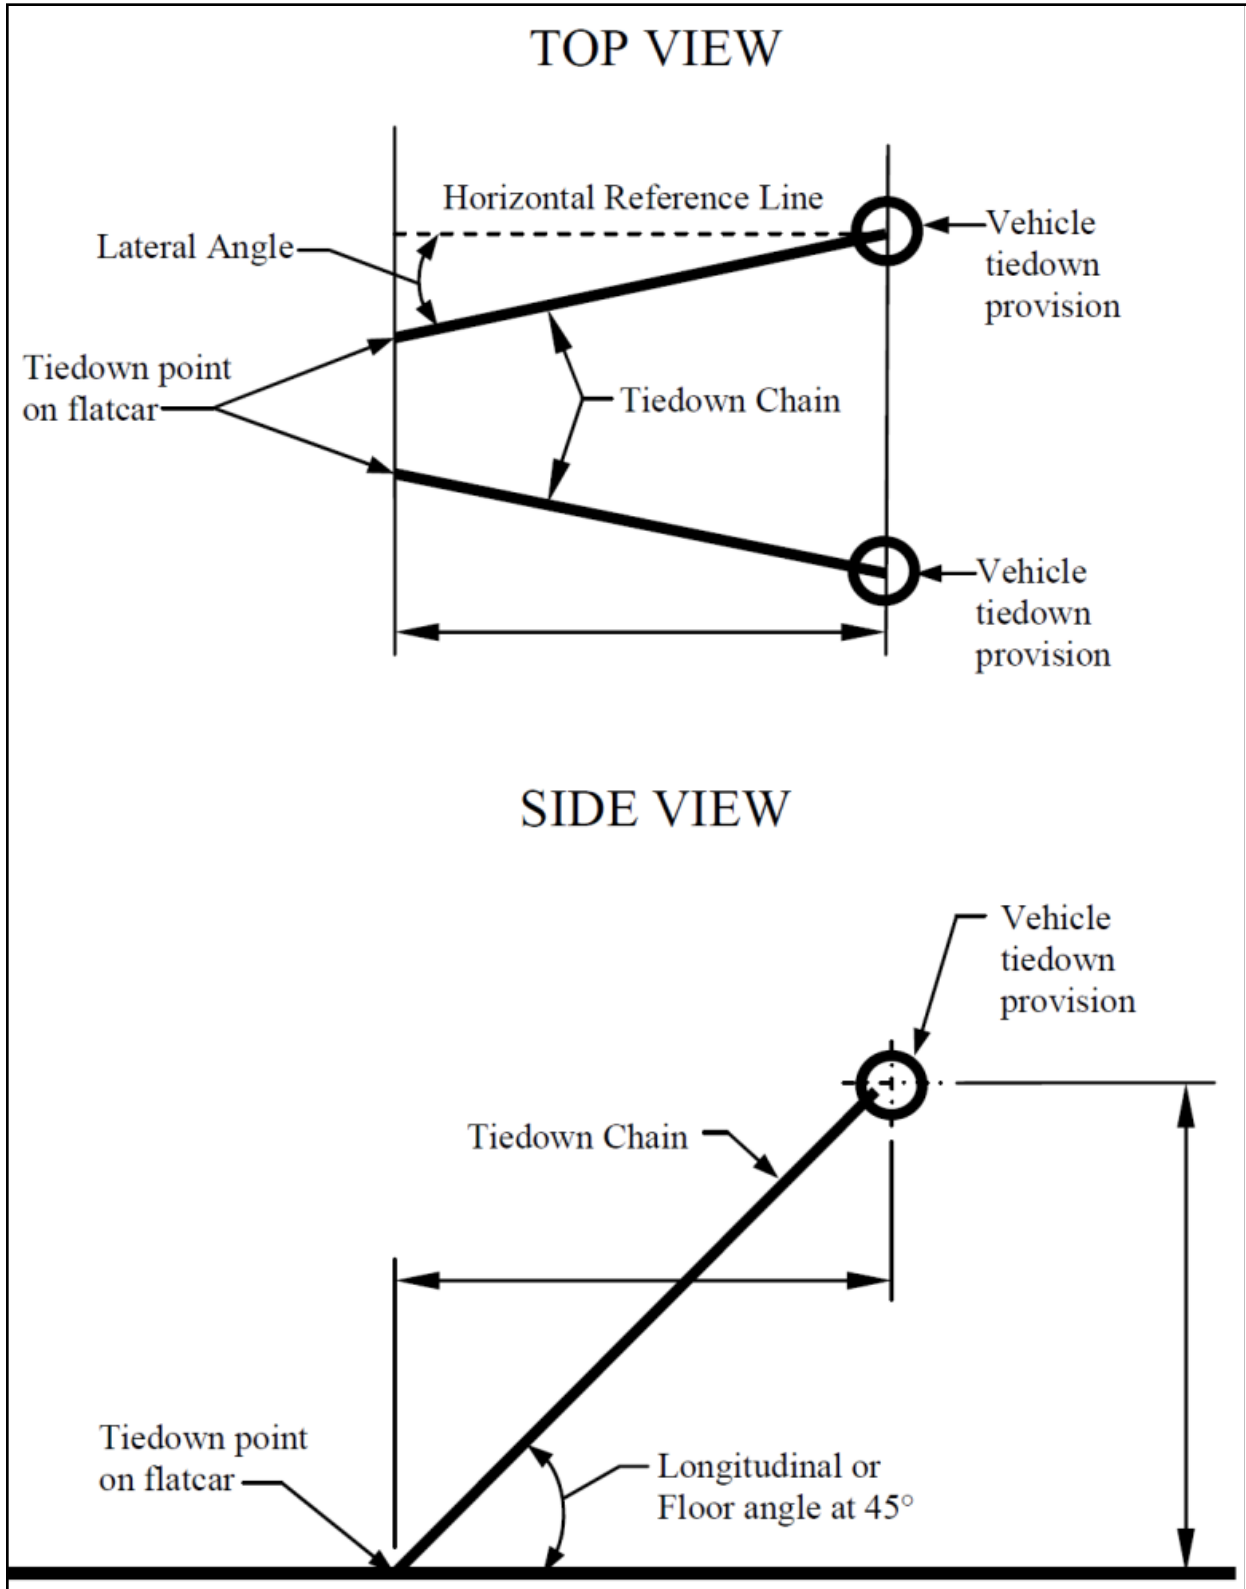 TOP VIEW
Horizontal Reference Line
Lateral Angle
Vehicle
tiedown
provision
Tiedown point
on flatcar
Tiedown Chain
Vehicle
tiedown
provision
SIDE VIEW
Vehicle
tiedown
provision
Tiedown Chain
Tiedown point
on flatcar
Longitudinal or
Floor angle at 45°